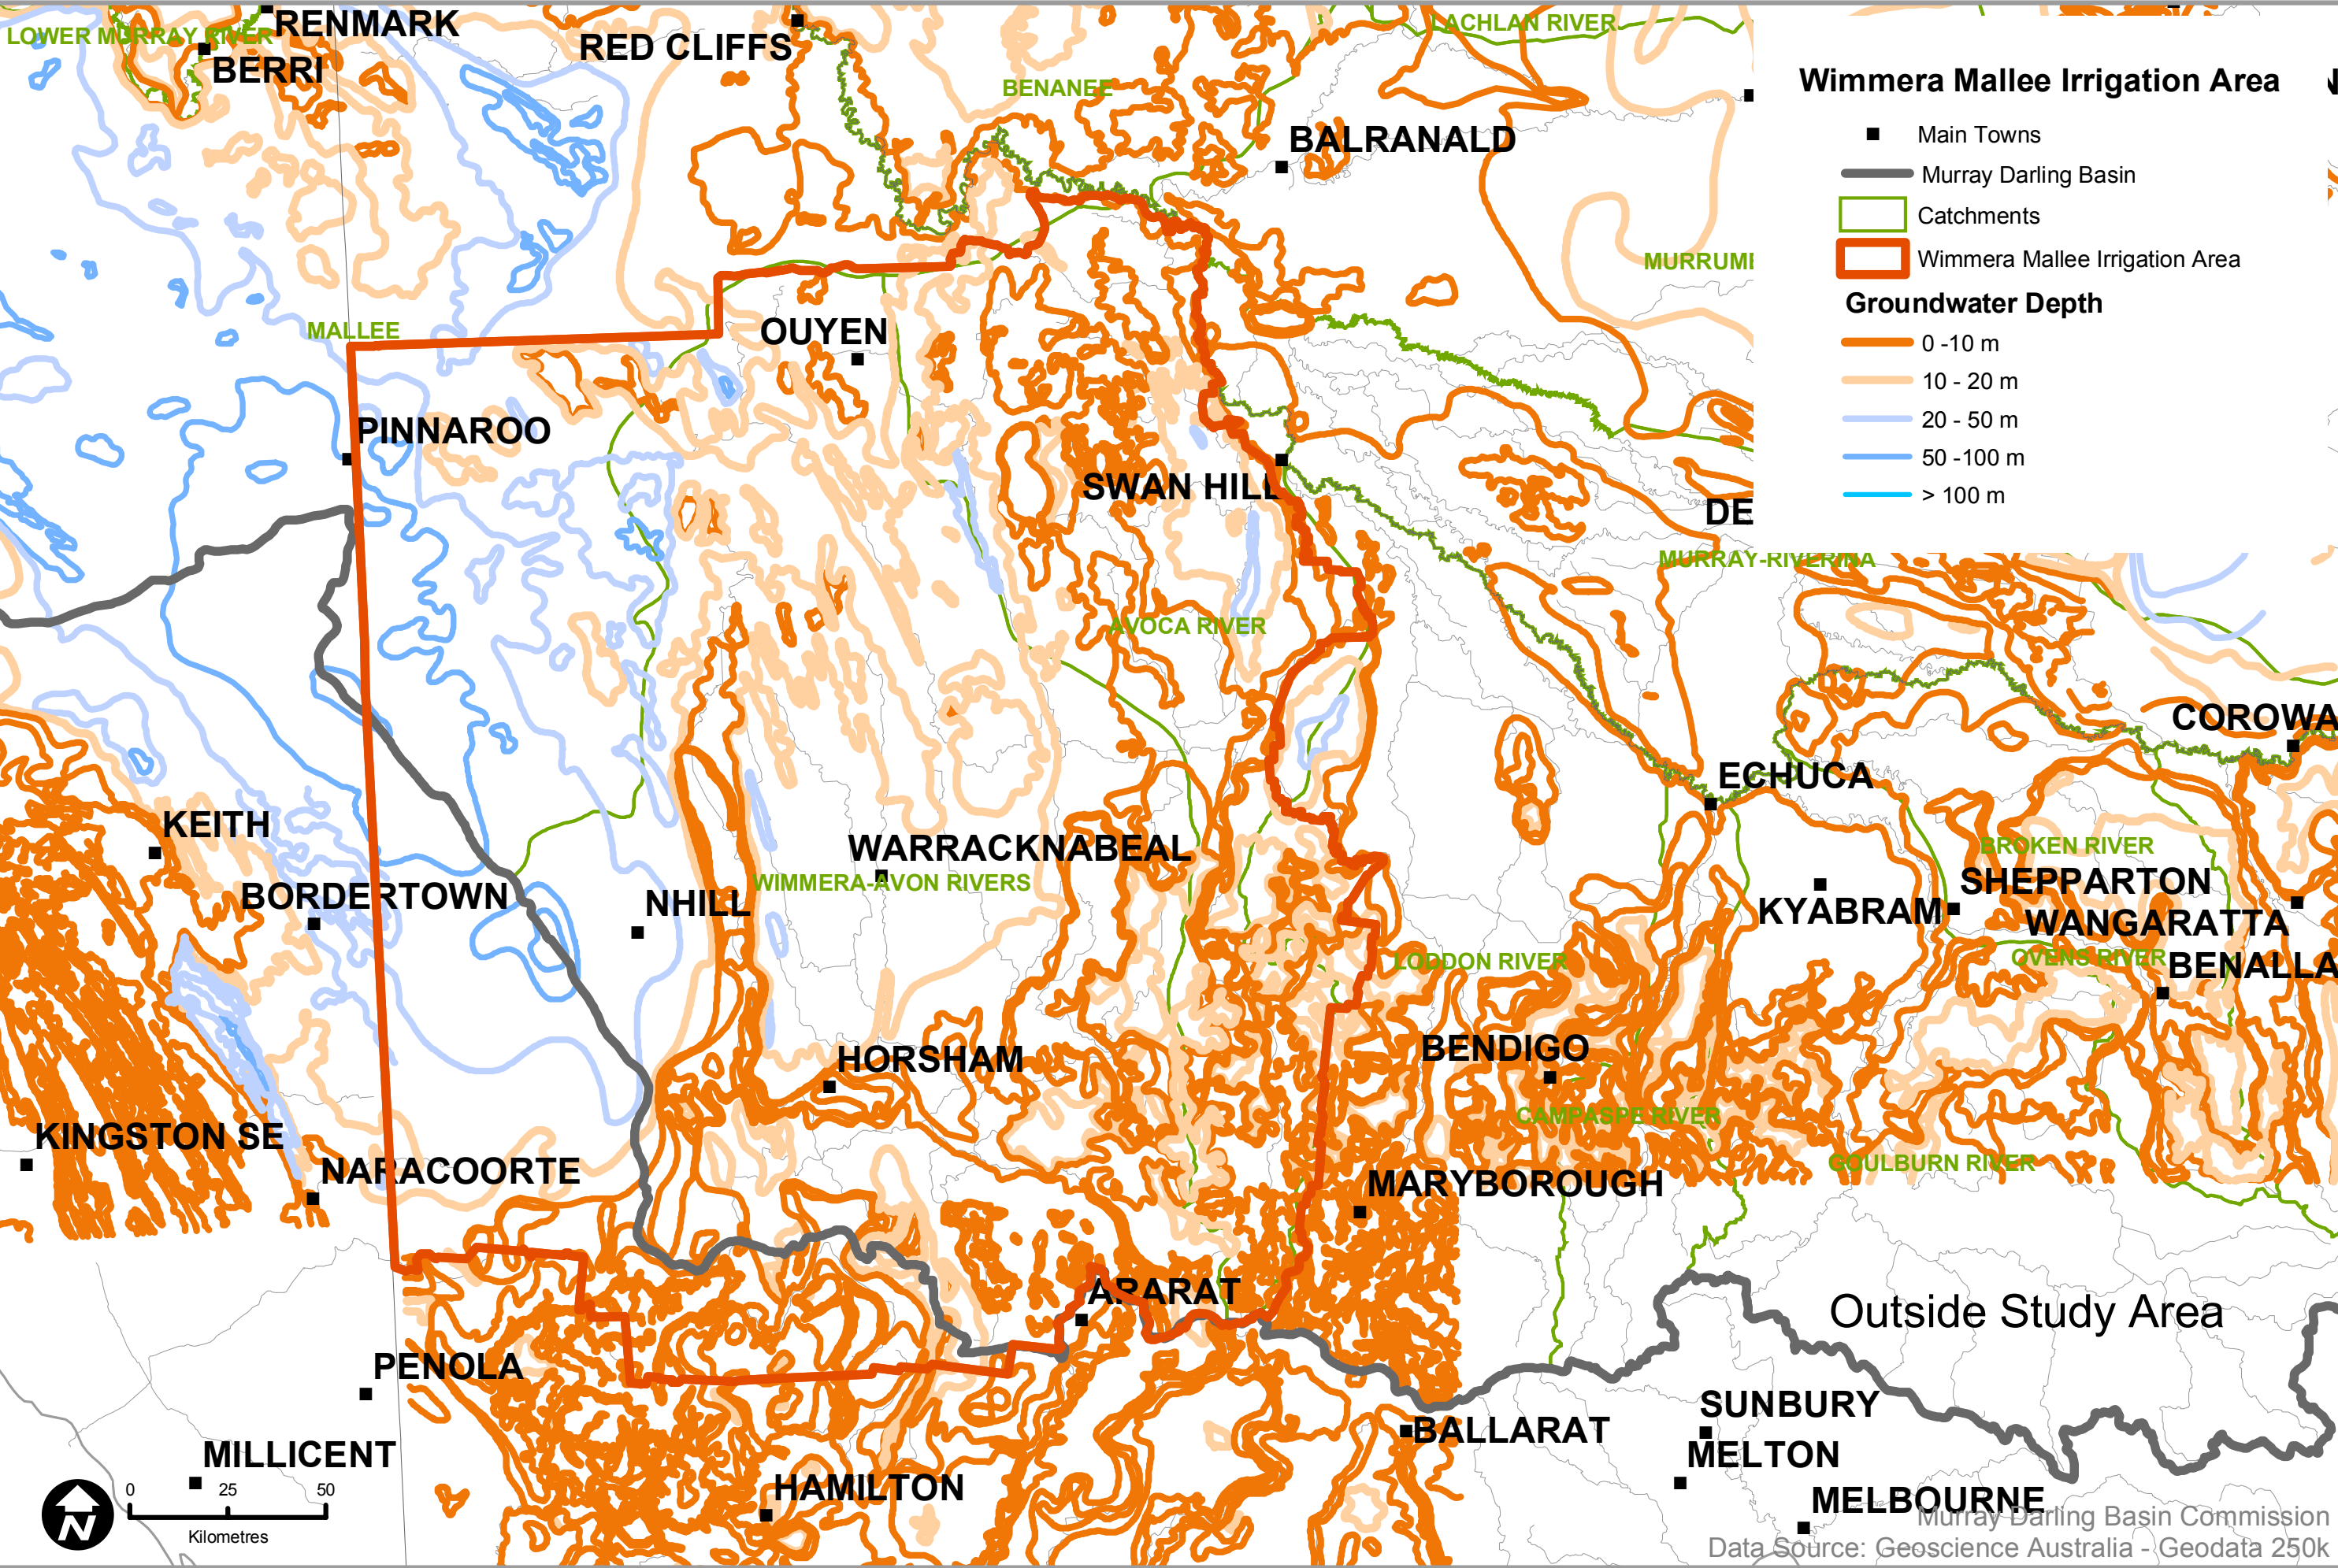 RENMARK
LOWER MURRAY RIVER
BERRI
RED CLIFFS
LACHLAN RIVER
BENANEE
BALRANALD
Wimmera Mallee Irrigation Area
Main Towns
Murray Darling Basin
Catchments
Wimmera Mallee Irrigation Area
Groundwater Depth
0 -10 m
10 - 20 m
20 - 50 m
50 -100 m
> 100 m
MURRUMB
MALLEE
OUYEN
PINNAROO
SWAN HILL
DE
MURRAY-RIVERINA
AVOCA RIVER
COROWA
ECHUCA
KEITH
WARRACKNABEAL
BROKEN RIVER
WIMMERA-AVON RIVERS
SHEPPARTON
BORDERTOWN
NHILL
KYABRAM
WANGARATTA
LODDON RIVER
OVENS RIVER
BENALLA
HORSHAM
BENDIGO
CAMPASPE RIVER
KINGSTON SE
NARACOORTE
GOULBURN RIVER
MARYBOROUGH
ARARAT
Outside Study Area
PENOLA
SUNBURY
BALLARAT
MELTON
MILLICENT
HAMILTON
MELBOURNE
0 25 50
Kilometres
N
Murray Darling Basin Commission
Data Source: Geoscience Australia - Geodata 250k